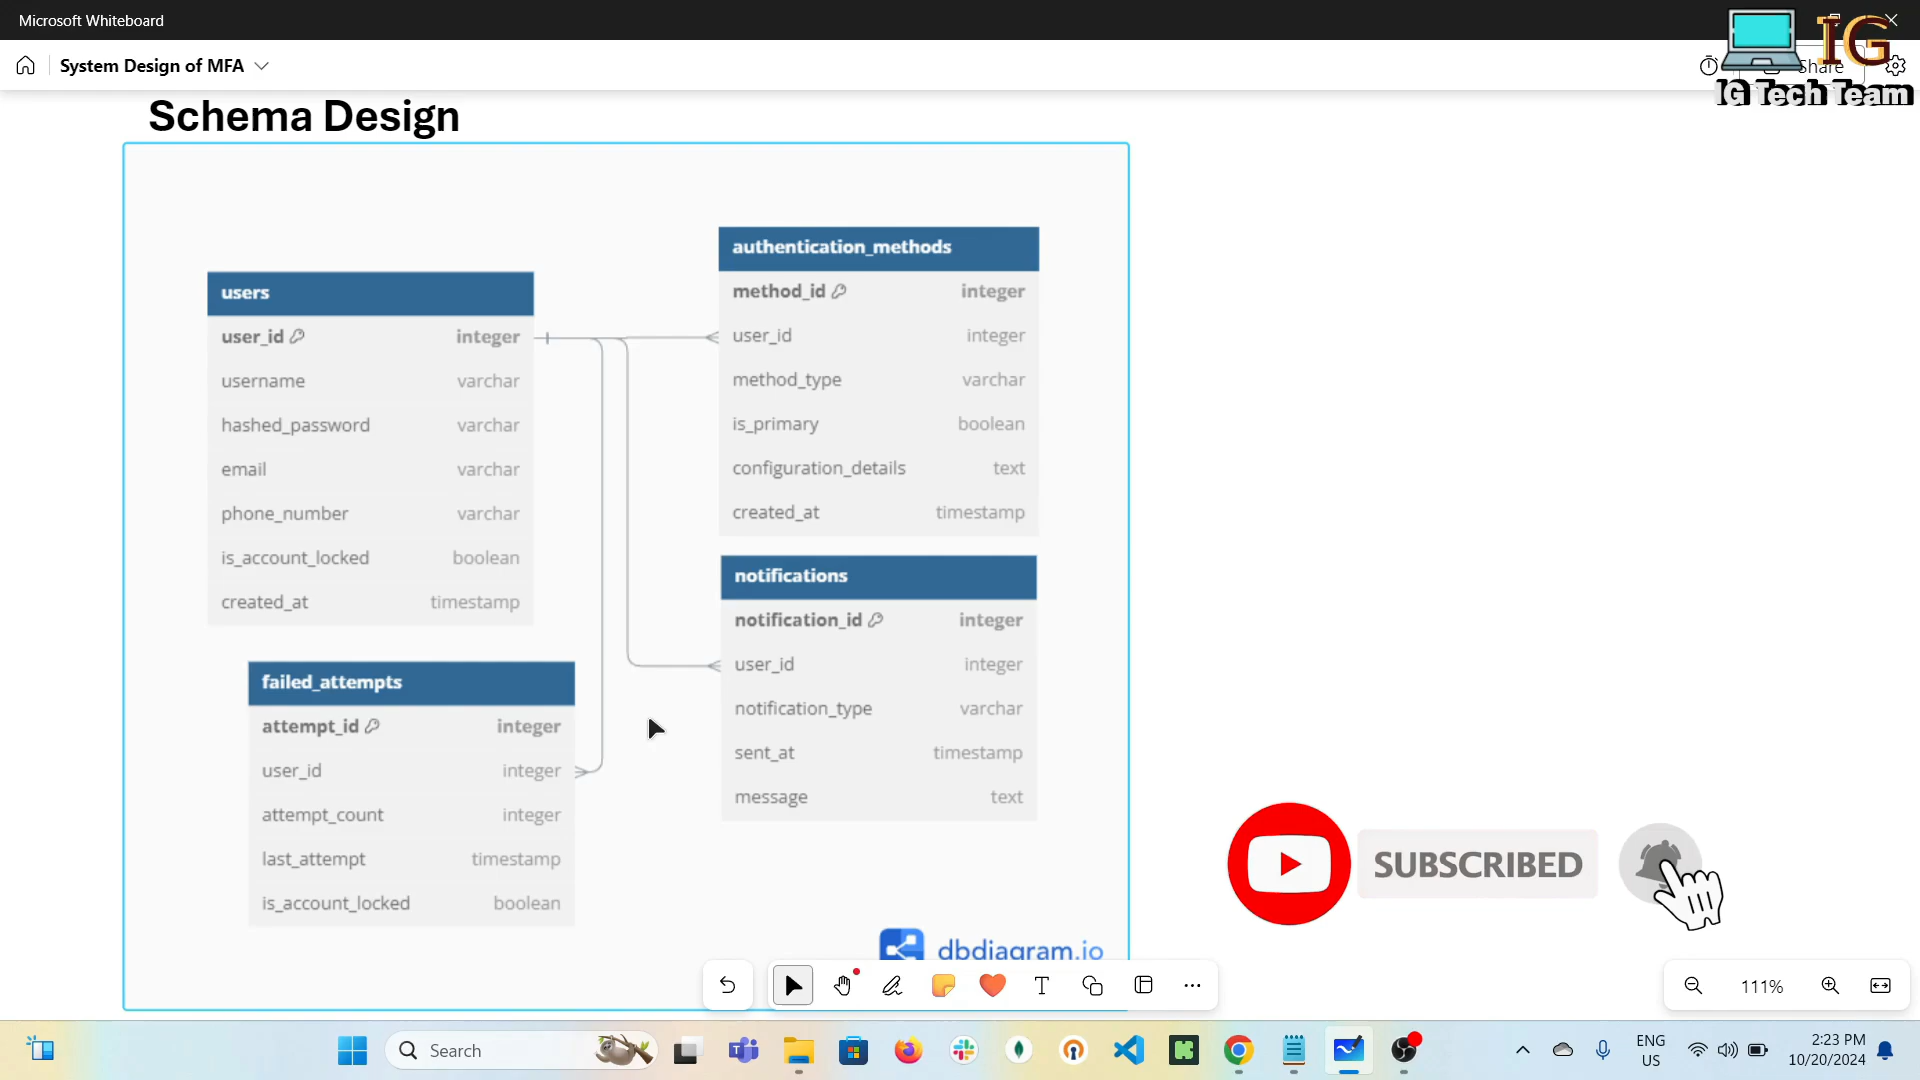 Microsoft Whiteboard
System Design of MFA
Share
IG
IG Tech Team
Schema Design
users
user_id integer
username varchar
hashed_password varchar
email varchar
phone_number varchar
is_account_locked boolean
created_at timestamp
failed_attempts
attempt_id integer
user_id integer
attempt_count integer
last_attempt timestamp
is_account_locked boolean
authentication_methods
method_id integer
user_id integer
method_type varchar
is_primary boolean
configuration_details text
created_at timestamp
notifications
notification_id integer
user_id integer
notification_type varchar
sent_at timestamp
message text
dbdiagram.io
SUBSCRIBED
111%
Search
ENG
US
2:23 PM
10/20/2024